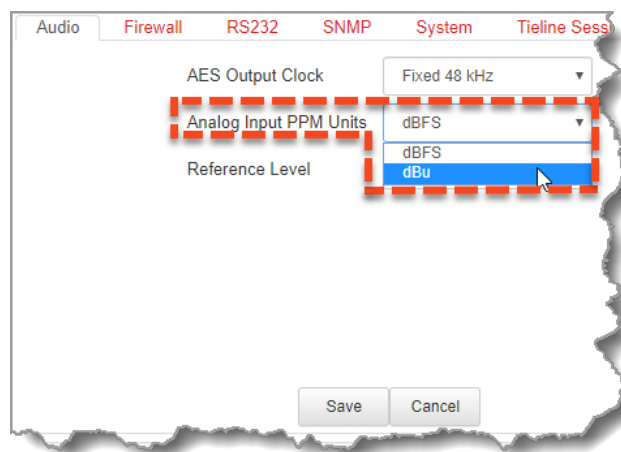 Audio Firewall RS232 SNMP System Tieline Sess
AES Output Clock Fixed 48 kHz
Analog Input PPM Units dBFS
dBFS
Reference Level
dBu
Save Cancel